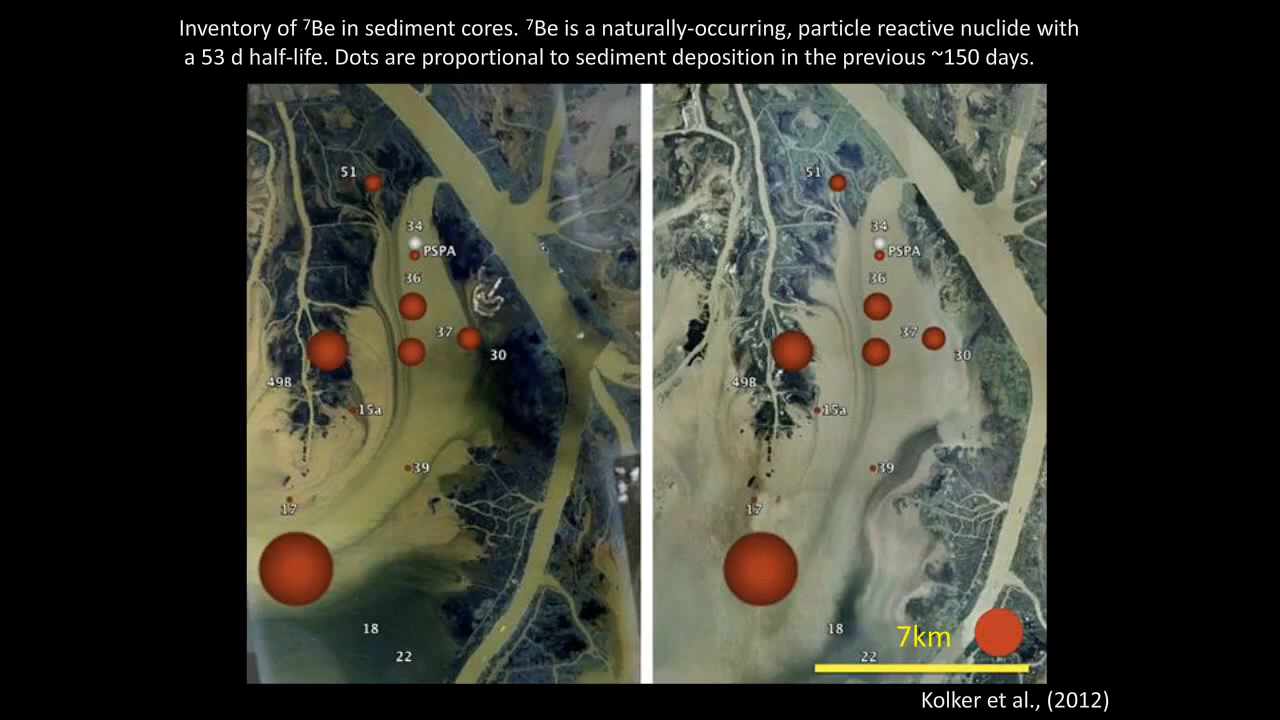 Inventory of ⁷Be in sediment cores. ⁷Be is a naturally-occurring, particle reactive nuclide with
a 53 d half-life. Dots are proportional to sediment deposition in the previous ~150 days.
51
34
PSPA
36
37
30
49B
15a
39
17
18
22
51
34
PSPA
36
37
30
49B
15a
39
17
18
22
7km
Kolker et al., (2012)